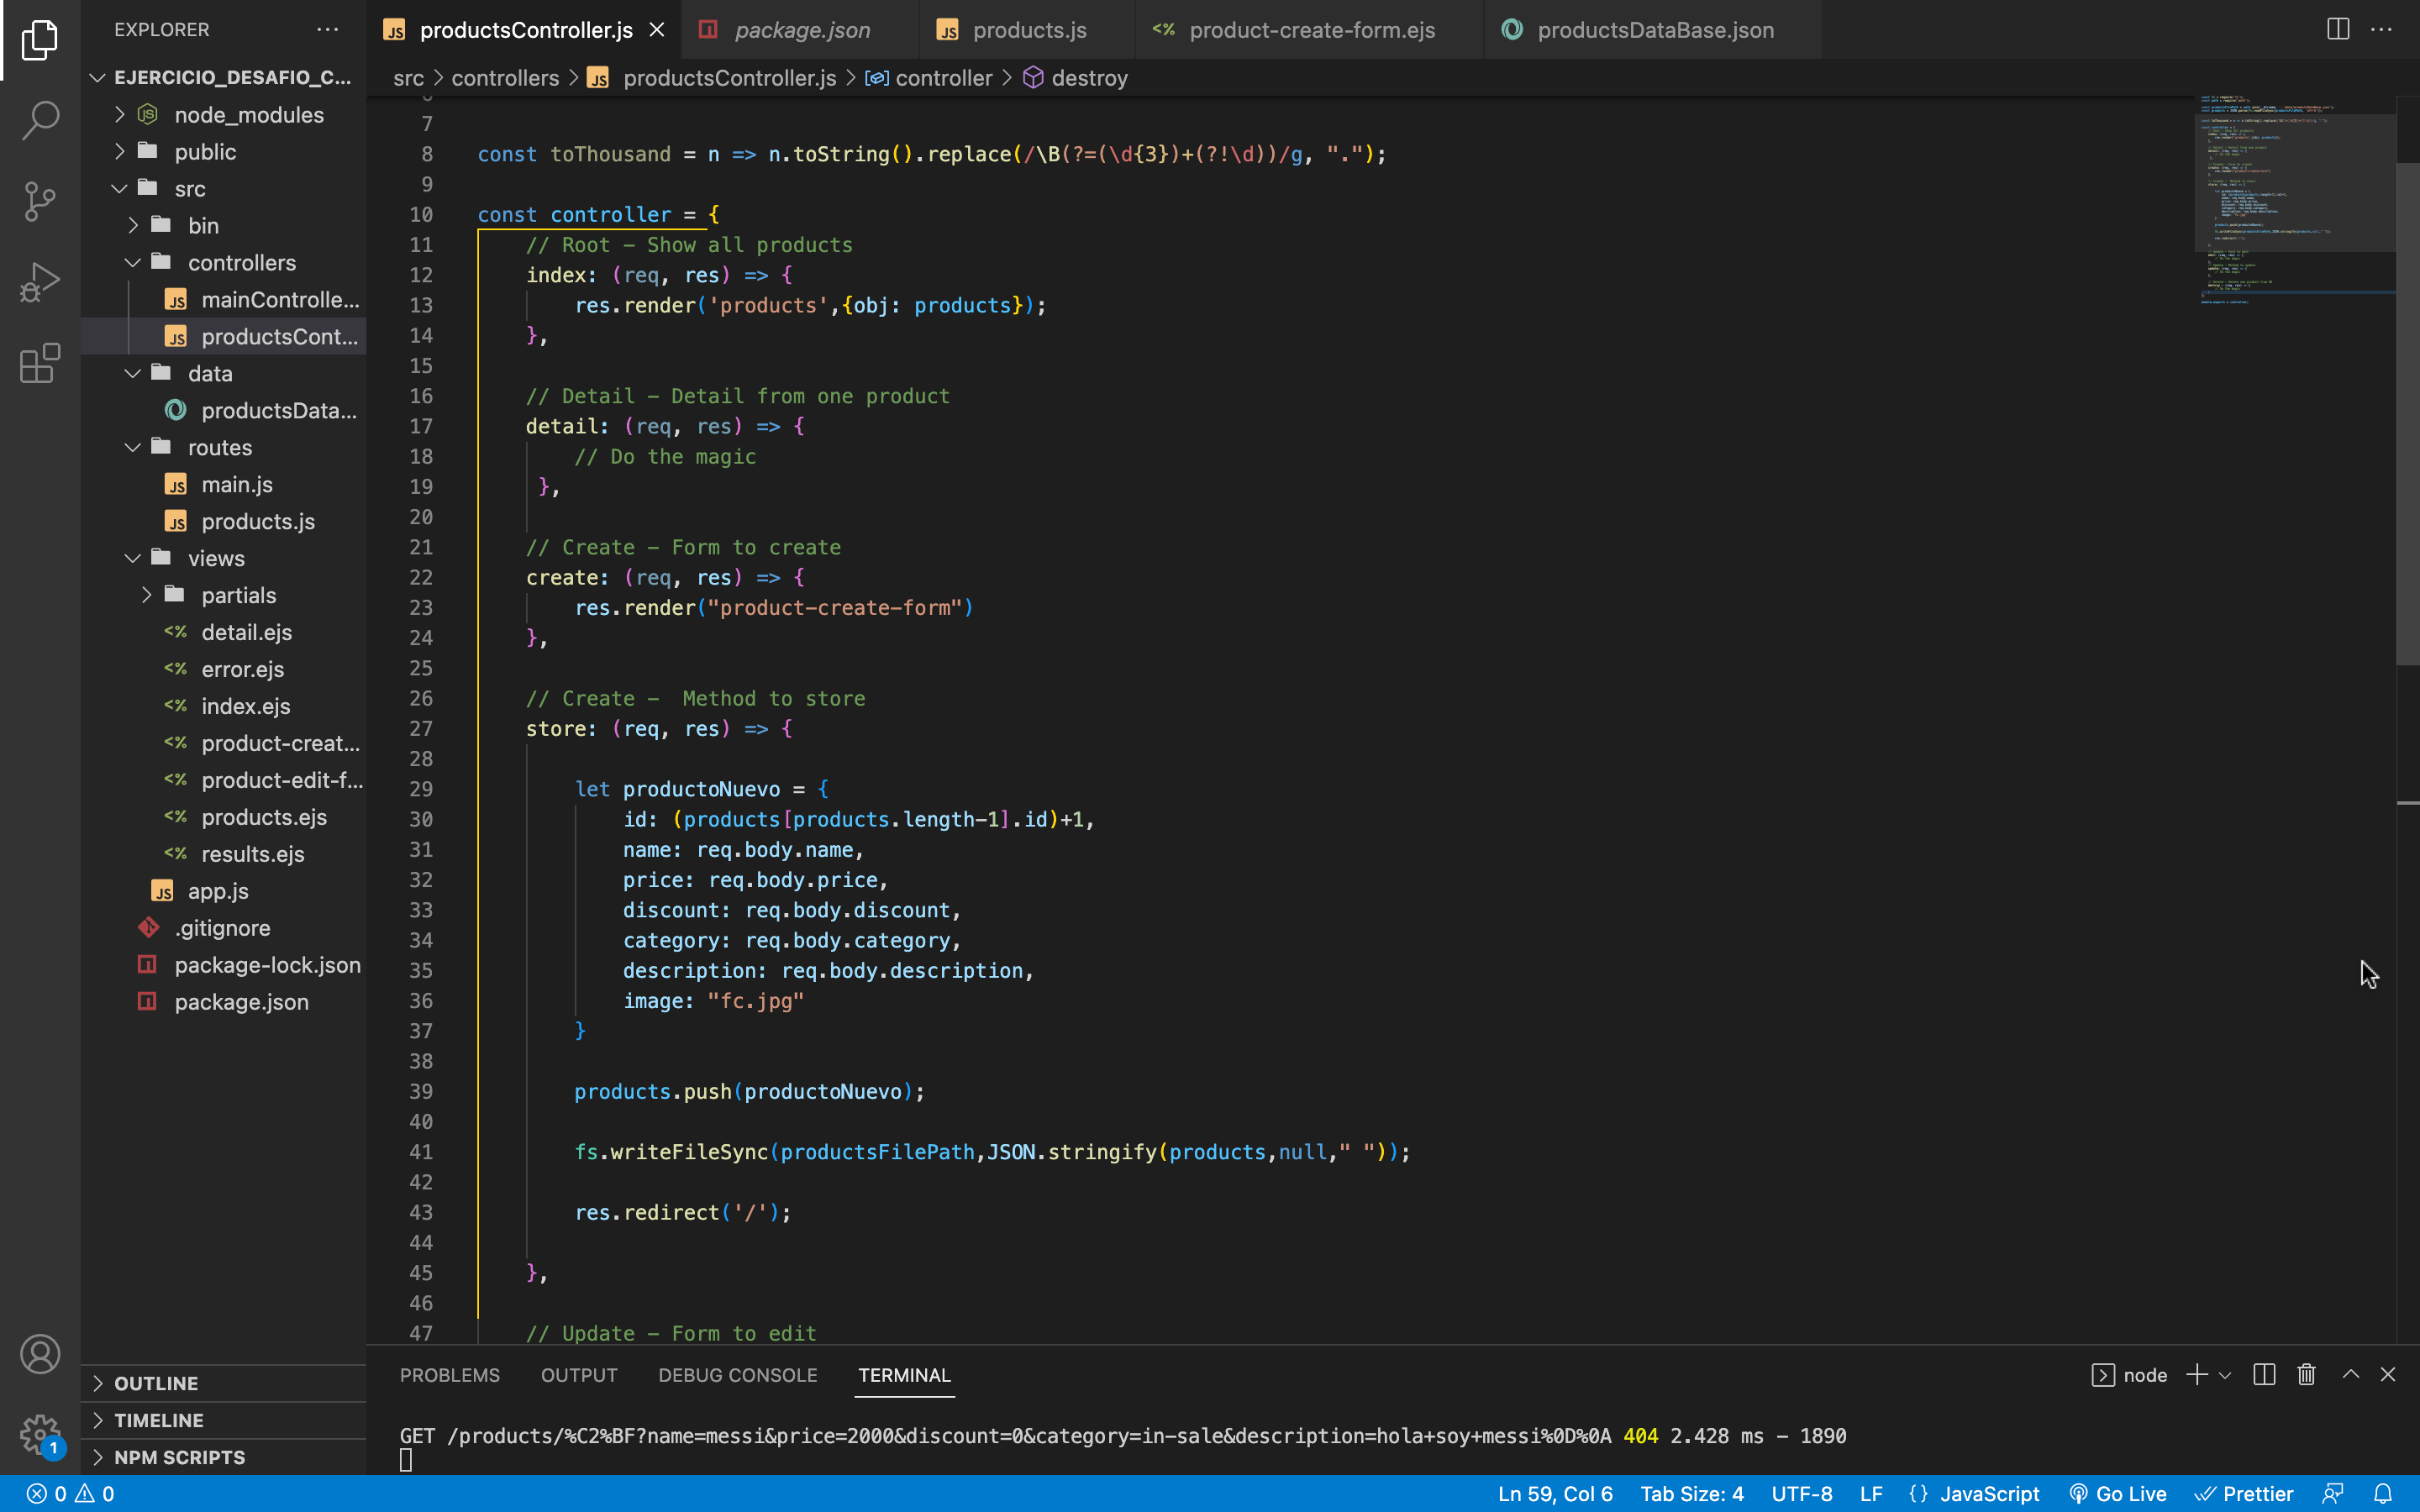 EXPLORER
EJERCICIO_DESAFIO_C...
node_modules
public
src
bin
controllers
mainControlle...
productsCont...
data
productsData...
routes
main.js
products.js
views
partials
detail.ejs
error.ejs
index.ejs
product-creat...
product-edit-f...
products.ejs
results.ejs
app.js
.gitignore
package-lock.json
package.json
OUTLINE
TIMELINE
NPM SCRIPTS
productsController.js
package.json
products.js
product-create-form.ejs
productsDataBase.json
src > controllers > productsController.js > controller > destroy
7
8 const toThousand = n => n.toString().replace(/\B(?=(\d{3})+(?!\d))/g, ".");
9
10 const controller = {
11 // Root - Show all products
12 index: (req, res) => {
13 res.render('products',{obj: products});
14 },
15
16 // Detail - Detail from one product
17 detail: (req, res) => {
18 // Do the magic
19 },
20
21 // Create - Form to create
22 create: (req, res) => {
23 res.render("product-create-form")
24 },
25
26 // Create -  Method to store
27 store: (req, res) => {
28
29 let productoNuevo = {
30 id: (products[products.length-1].id)+1,
31 name: req.body.name,
32 price: req.body.price,
33 discount: req.body.discount,
34 category: req.body.category,
35 description: req.body.description,
36 image: "fc.jpg"
37 }
38
39 products.push(productoNuevo);
40
41 fs.writeFileSync(productsFilePath,JSON.stringify(products,null," "));
42
43 res.redirect('/');
44
45 },
46
47 // Update - Form to edit
PROBLEMS OUTPUT DEBUG CONSOLE TERMINAL
node
GET /products/%C2%BF?name=messi&price=2000&discount=0&category=in-sale&description=hola+soy+messi%0D%0A 404 2.428 ms - 1890
1
0 0
Ln 59, Col 6 Tab Size: 4 UTF-8 LF {} JavaScript Go Live Prettier